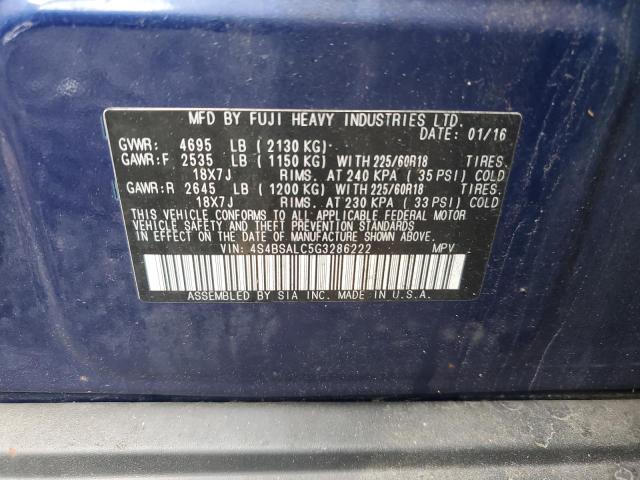 MFD BY FUJI HEAVY INDUSTRIES LTD.
DATE: 01/16
GVWR: 4695 LB ( 2130 KG)
GAWR:F 2535 LB ( 1150 KG) WITH 225/60R18 TIRES.
18X7J RIMS. AT 240 KPA ( 35 PSI) COLD
GAWR:R 2645 LB ( 1200 KG) WITH 225/60R18 TIRES.
18X7J RIMS. AT 230 KPA ( 33 PSI) COLD
THIS VEHICLE CONFORMS TO ALL APPLICABLE FEDERAL MOTOR
VEHICLE SAFETY BUMPER, AND THEFT PREVENTION STANDARDS
IN EFFECT ON THE DATE OF MANUFACTURE SHOWN ABOVE.
VIN: 4S4BSALC5G3286222 MPV
ASSEMBLED BY SIA INC. MADE IN U.S.A.